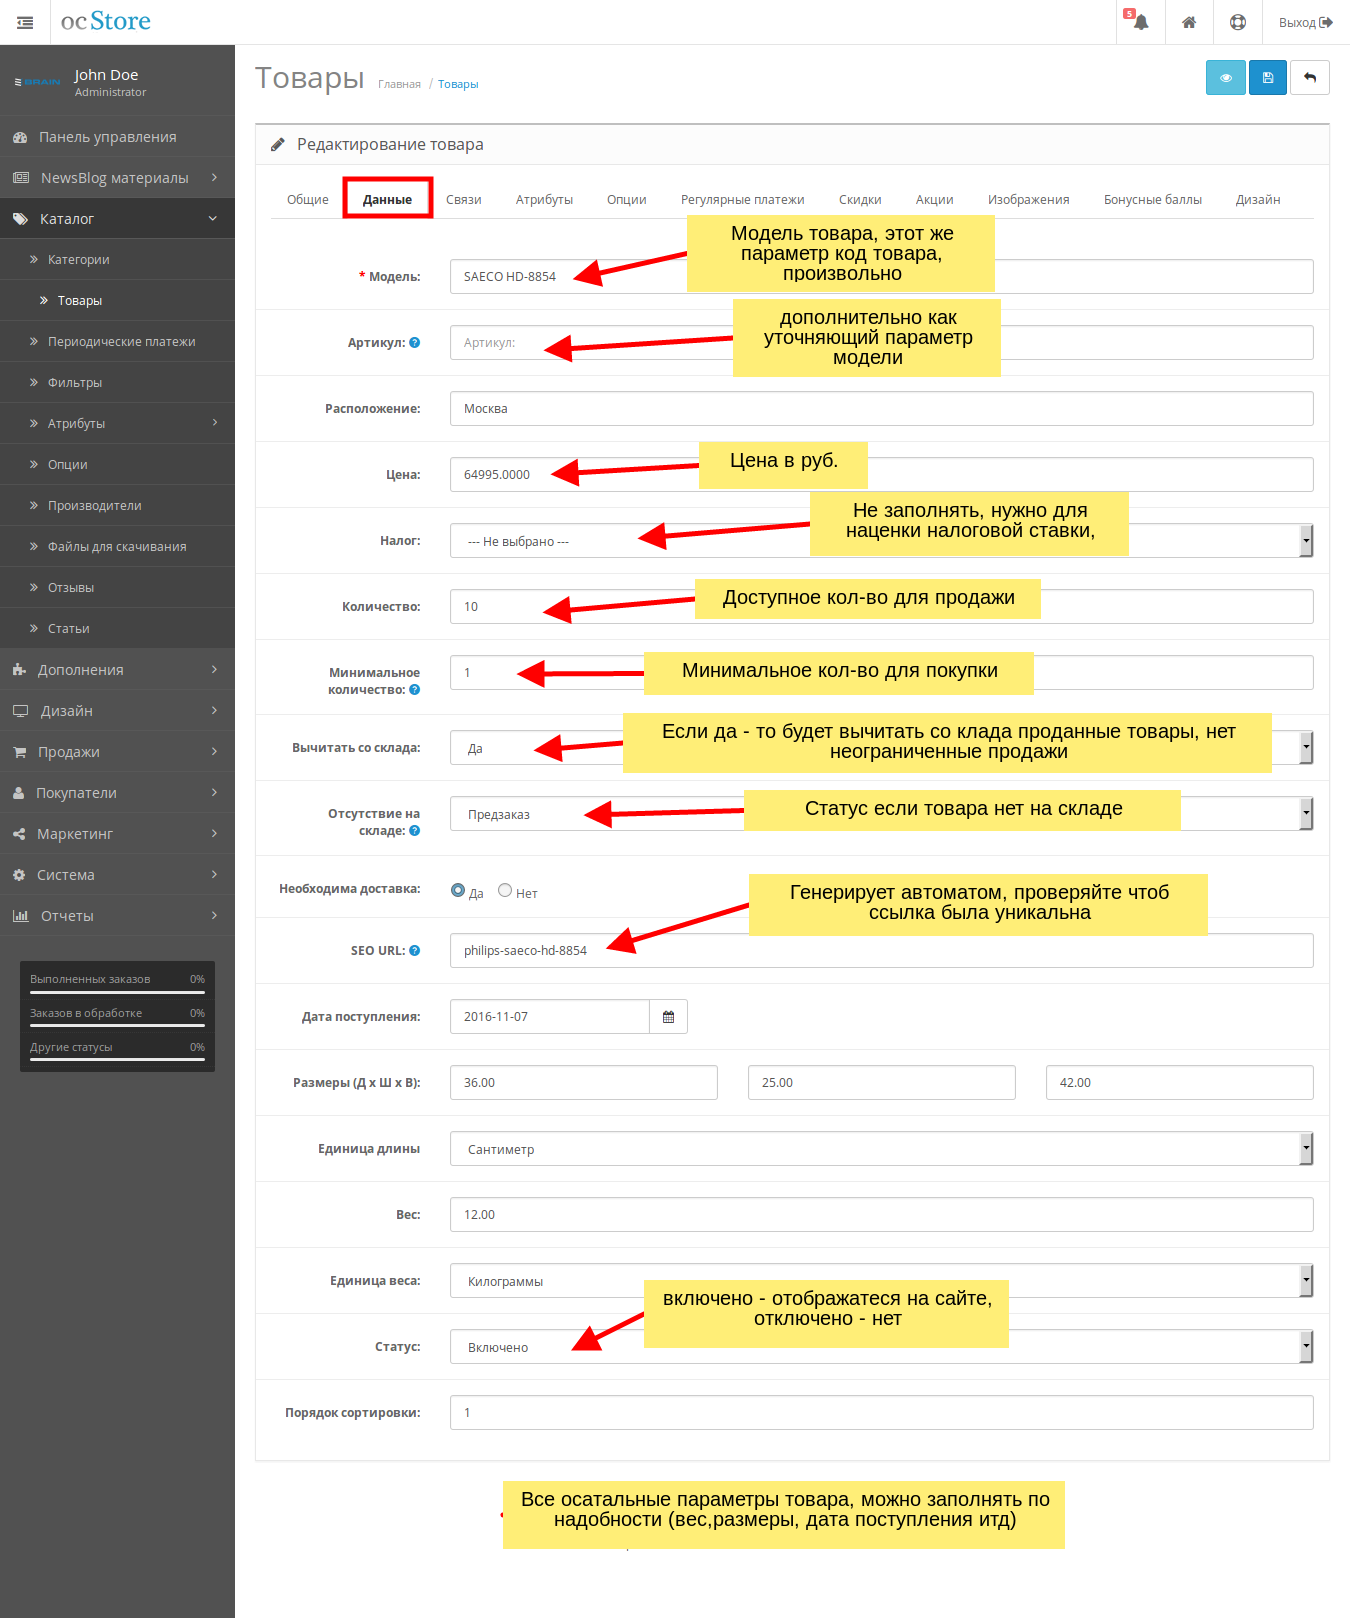 ocStore
5
Выход
BRAIN
John Doe
Administrator
Панель управления
NewsBlog материалы
Каталог
Категории
Товары
Периодические платежи
Фильтры
Атрибуты
Опции
Производители
Файлы для скачивания
Отзывы
Статьи
Дополнения
Дизайн
Продажи
Покупатели
Маркетинг
Система
Отчеты
Выполненных заказов 0%
Заказов в обработке 0%
Другие статусы 0%
Товары Главная / Товары
Редактирование товара
Общие Данные Связи Атрибуты Опции Регулярные платежи Скидки Акции Изображения Бонусные баллы Дизайн
Модель товара, этот же
параметр код товара,
произвольно
* Модель: SAECO HD-8854
дополнительно как
уточняющий параметр
модели
Артикул: Артикул:
Расположение: Москва
Цена в руб.
Цена: 64995.0000
Не заполнять, нужно для
наценки налоговой ставки,
Налог: --- Не выбрано ---
Доступное кол-во для продажи
Количество: 10
Минимальное кол-во для покупки
Минимальное
количество: 1
Если да - то будет вычитать со клада проданные товары, нет
неограниченные продажи
Вычитать со склада: Да
Статус если товара нет на складе
Отсутствие на
складе: Предзаказ
Необходима доставка: Да Нет
Генерирует автоматом, проверяйте чтоб
ссылка была уникальна
SEO URL: philips-saeco-hd-8854
Дата поступления: 2016-11-07
Размеры (Д x Ш x В): 36.00 25.00 42.00
Единица длины Сантиметр
Вес: 12.00
Единица веса: Килограммы
включено - отображатеся на сайте,
отключено - нет
Статус: Включено
Порядок сортировки: 1
Все осатальные параметры товара, можно заполнять по
надобности (вес,размеры, дата поступления итд)